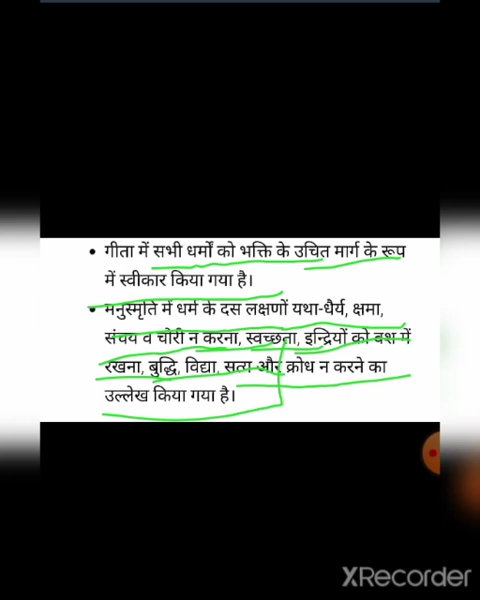 गीता में सभी धर्मों को भक्ति के उचित मार्ग के रूप
में स्वीकार किया गया है।
मनुस्मृति में धर्म के दस लक्षणों यथा-धैर्य, क्षमा,
संचय व चोरी न करना, स्वच्छता, इन्द्रियों को वश में
रखना, बुद्धि, विद्या, सत्य और क्रोध न करने का
उल्लेख किया गया है।
XRecorder